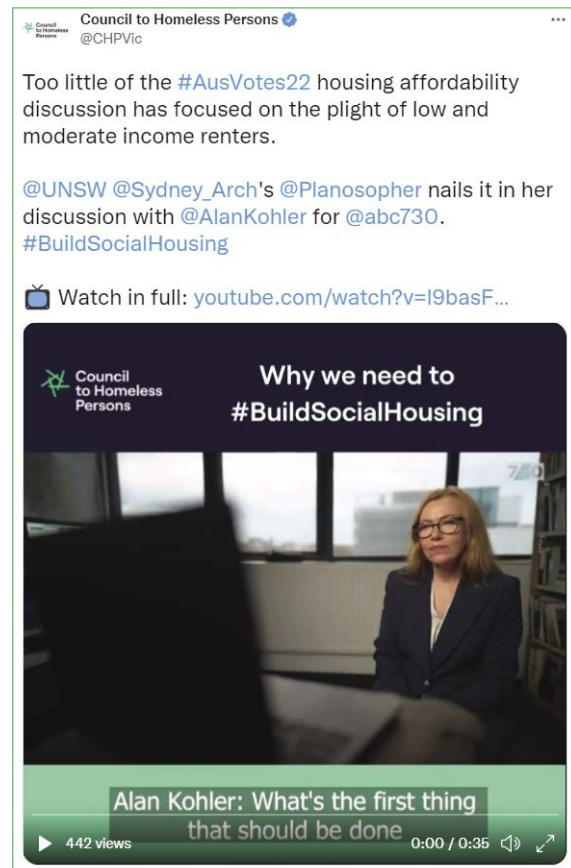 Council to Homeless Persons
@CHPVic
Council
to Homeless
Persons
Too little of the #AusVotes22 housing affordability
discussion has focused on the plight of low and
moderate income renters.
@UNSW @Sydney_Arch's @Planosopher nails it in her
discussion with @AlanKohler for @abc730.
#BuildSocialHousing
Watch in full: youtube.com/watch?v=I9basF...
Council
to Homeless
Persons
Why we need to
#BuildSocialHousing
7.30
Alan Kohler: What's the first thing
that should be done
442 views
0:00 / 0:35